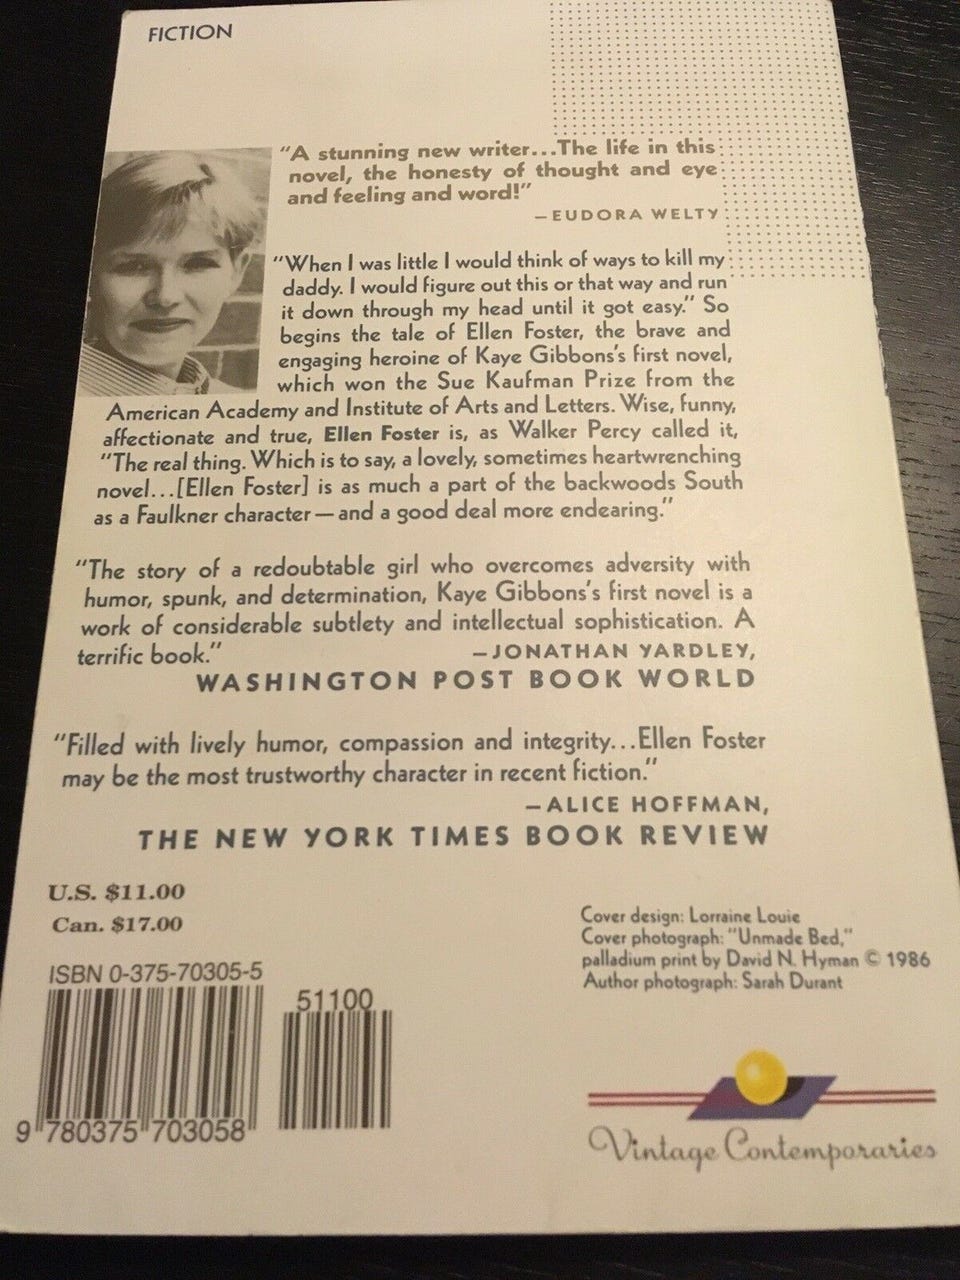 FICTION
"A stunning new writer...The life in this
novel, the honesty of thought and eye
and feeling and word!"
—EUDORA WELTY
"When I was little I would think of ways to kill my
daddy. I would figure out this or that way and run
it down through my head until it got easy." So
begins the tale of Ellen Foster, the brave and
engaging heroine of Kaye Gibbons's first novel,
which won the Sue Kaufman Prize from the
American Academy and Institute of Arts and Letters. Wise, funny,
affectionate and true, Ellen Foster is, as Walker Percy called it,
"The real thing. Which is to say, a lovely, sometimes heartwrenching
novel...[Ellen Foster] is as much a part of the backwoods South
as a Faulkner character—and a good deal more endearing."
"The story of a redoubtable girl who overcomes adversity with
humor, spunk, and determination, Kaye Gibbons's first novel is a
work of considerable subtlety and intellectual sophistication. A
terrific book." —JONATHAN YARDLEY,
WASHINGTON POST BOOK WORLD
"Filled with lively humor, compassion and integrity...Ellen Foster
may be the most trustworthy character in recent fiction."
—ALICE HOFFMAN,
THE NEW YORK TIMES BOOK REVIEW
U.S. $11.00
Can. $17.00
Cover design: Lorraine Louie
Cover photograph: "Unmade Bed,"
palladium print by David N. Hyman © 1986
Author photograph: Sarah Durant
ISBN 0-375-70305-5
51100
9 780375 703058
Vintage Contemporaries